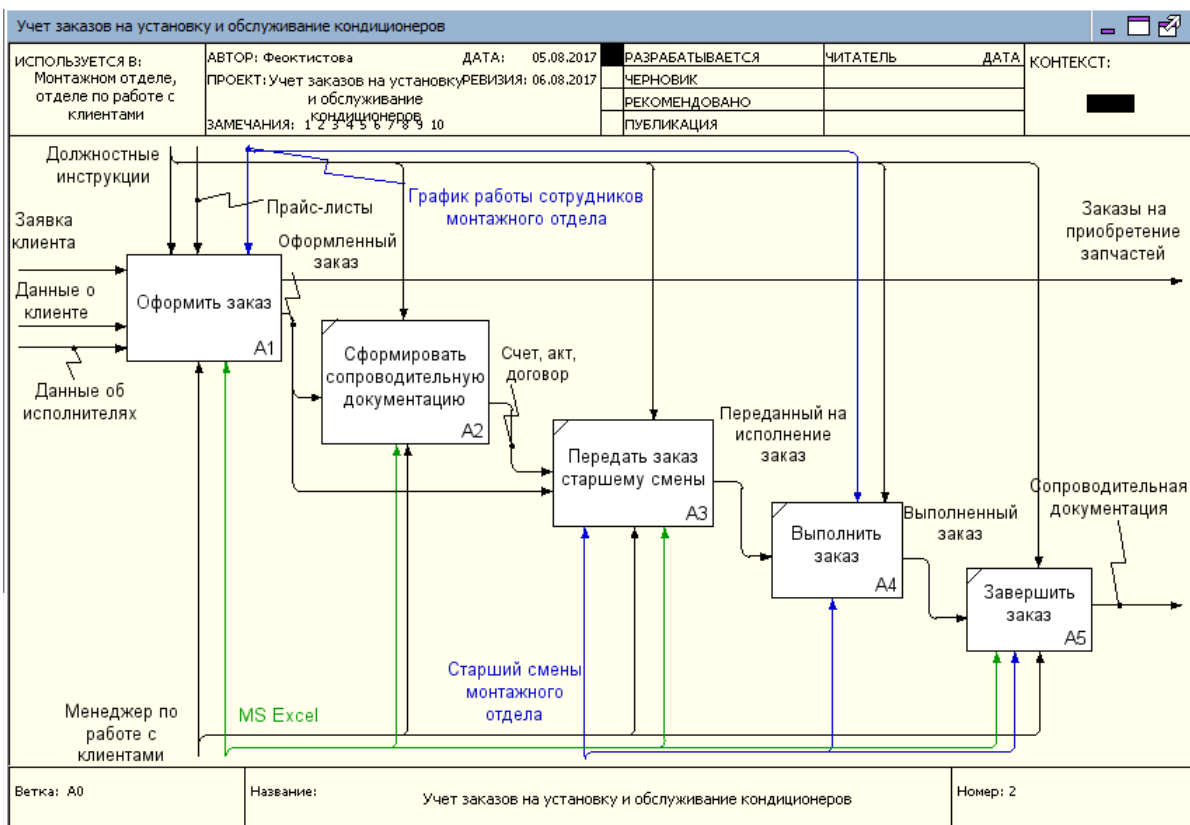 Учет заказов на установку и обслуживание кондиционеров
ИСПОЛЬЗУЕТСЯ В:
Монтажном отделе,
отделе по работе с
клиентами
АВТОР: Феоктистова
ДАТА: 05.08.2017
ПРОЕКТ: Учет заказов на установку
и обслуживание
кондиционеров
РЕВИЗИЯ: 06.08.2017
ЗАМЕЧАНИЯ: 1 2 3 4 5 6 7 8 9 10
РАЗРАБАТЫВАЕТСЯ
ЧЕРНОВИК
РЕКОМЕНДОВАНО
ПУБЛИКАЦИЯ
ЧИТАТЕЛЬ
ДАТА
КОНТЕКСТ:
Должностные
инструкции
Прайс-листы
График работы сотрудников
монтажного отдела
Заявка
клиента
Оформленный
заказ
Заказы на
приобретение
запчастей
Данные о
клиенте
Оформить заказ
A1
Данные об
исполнителях
Сформировать
сопроводительную
документацию
A2
Счет, акт,
договор
Передать заказ
старшему смены
A3
Переданный на
исполнение
заказ
Выполнить
заказ
A4
Выполненный
заказ
Сопроводительная
документация
Завершить
заказ
A5
Старший смены
монтажного
отдела
Менеджер по
работе с
клиентами
MS Excel
Ветка: A0
Название:
Учет заказов на установку и обслуживание кондиционеров
Номер: 2